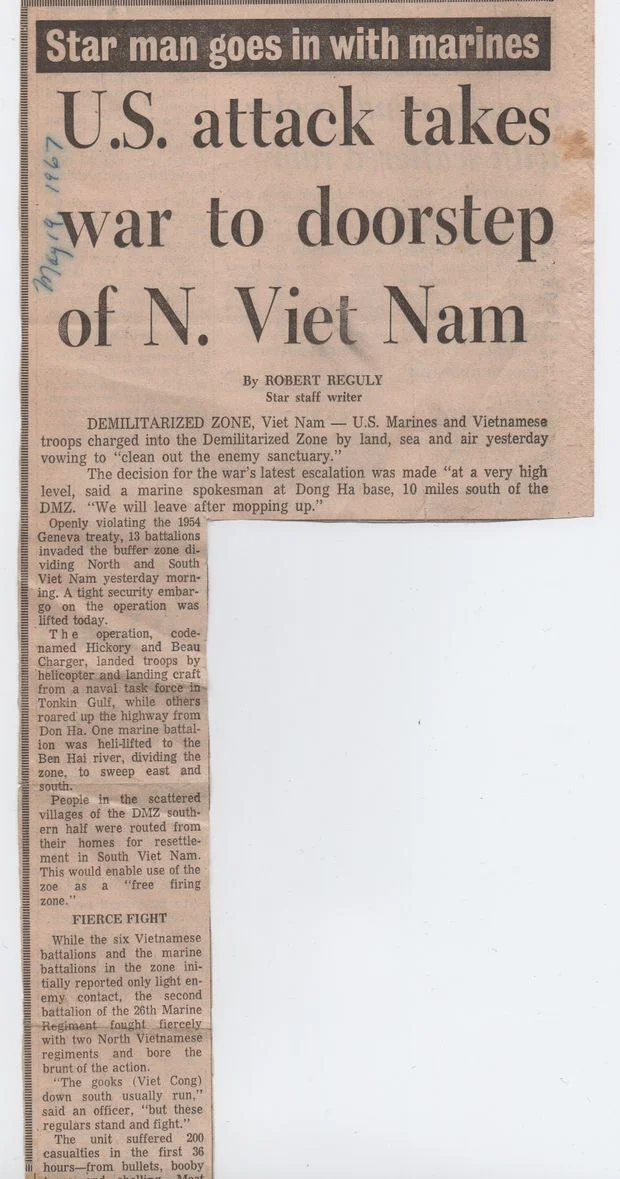 Star man goes in with marines
U.S. attack takes
war to doorstep
of N. Viet Nam
May 19, 1967
By ROBERT REGULY
Star staff writer
DEMILITARIZED ZONE, Viet Nam — U.S. Marines and Vietnamese
troops charged into the Demilitarized Zone by land, sea and air yesterday
vowing to “clean out the enemy sanctuary.”
The decision for the war's latest escalation was made “at a very high
level, said a marine spokesman at Dong Ha base, 10 miles south of the
DMZ. “We will leave after mopping up.”
Openly violating the 1954
Geneva treaty, 13 battalions
invaded the buffer zone di-
viding North and South
Viet Nam yesterday morn-
ing. A tight security embar-
go on the operation was
lifted today.
The operation, code-
named Hickory and Beau
Charger, landed troops by
helicopter and landing craft
from a naval task force in
Tonkin Gulf, while others
roared up the highway from
Don Ha. One marine battal-
ion was heli-lifted to the
Ben Hai river, dividing the
zone, to sweep east and
south.
People in the scattered
villages of the DMZ south-
ern half were routed from
their homes for resettle-
ment in South Viet Nam.
This would enable use of the
zoe as a “free firing
zone.”
FIERCE FIGHT
While the six Vietnamese
battalions and the marine
battalions in the zone ini-
tially reported only light en-
emy contact, the second
battalion of the 26th Marine
Regiment fought fiercely
with two North Vietnamese
regiments and bore the
brunt of the action.
“The gooks (Viet Cong)
down south usually run,”
said an officer, “but these
regulars stand and fight.”
The unit suffered 200
casualties in the first 36
hours—from bullets, booby
and shelling. Most